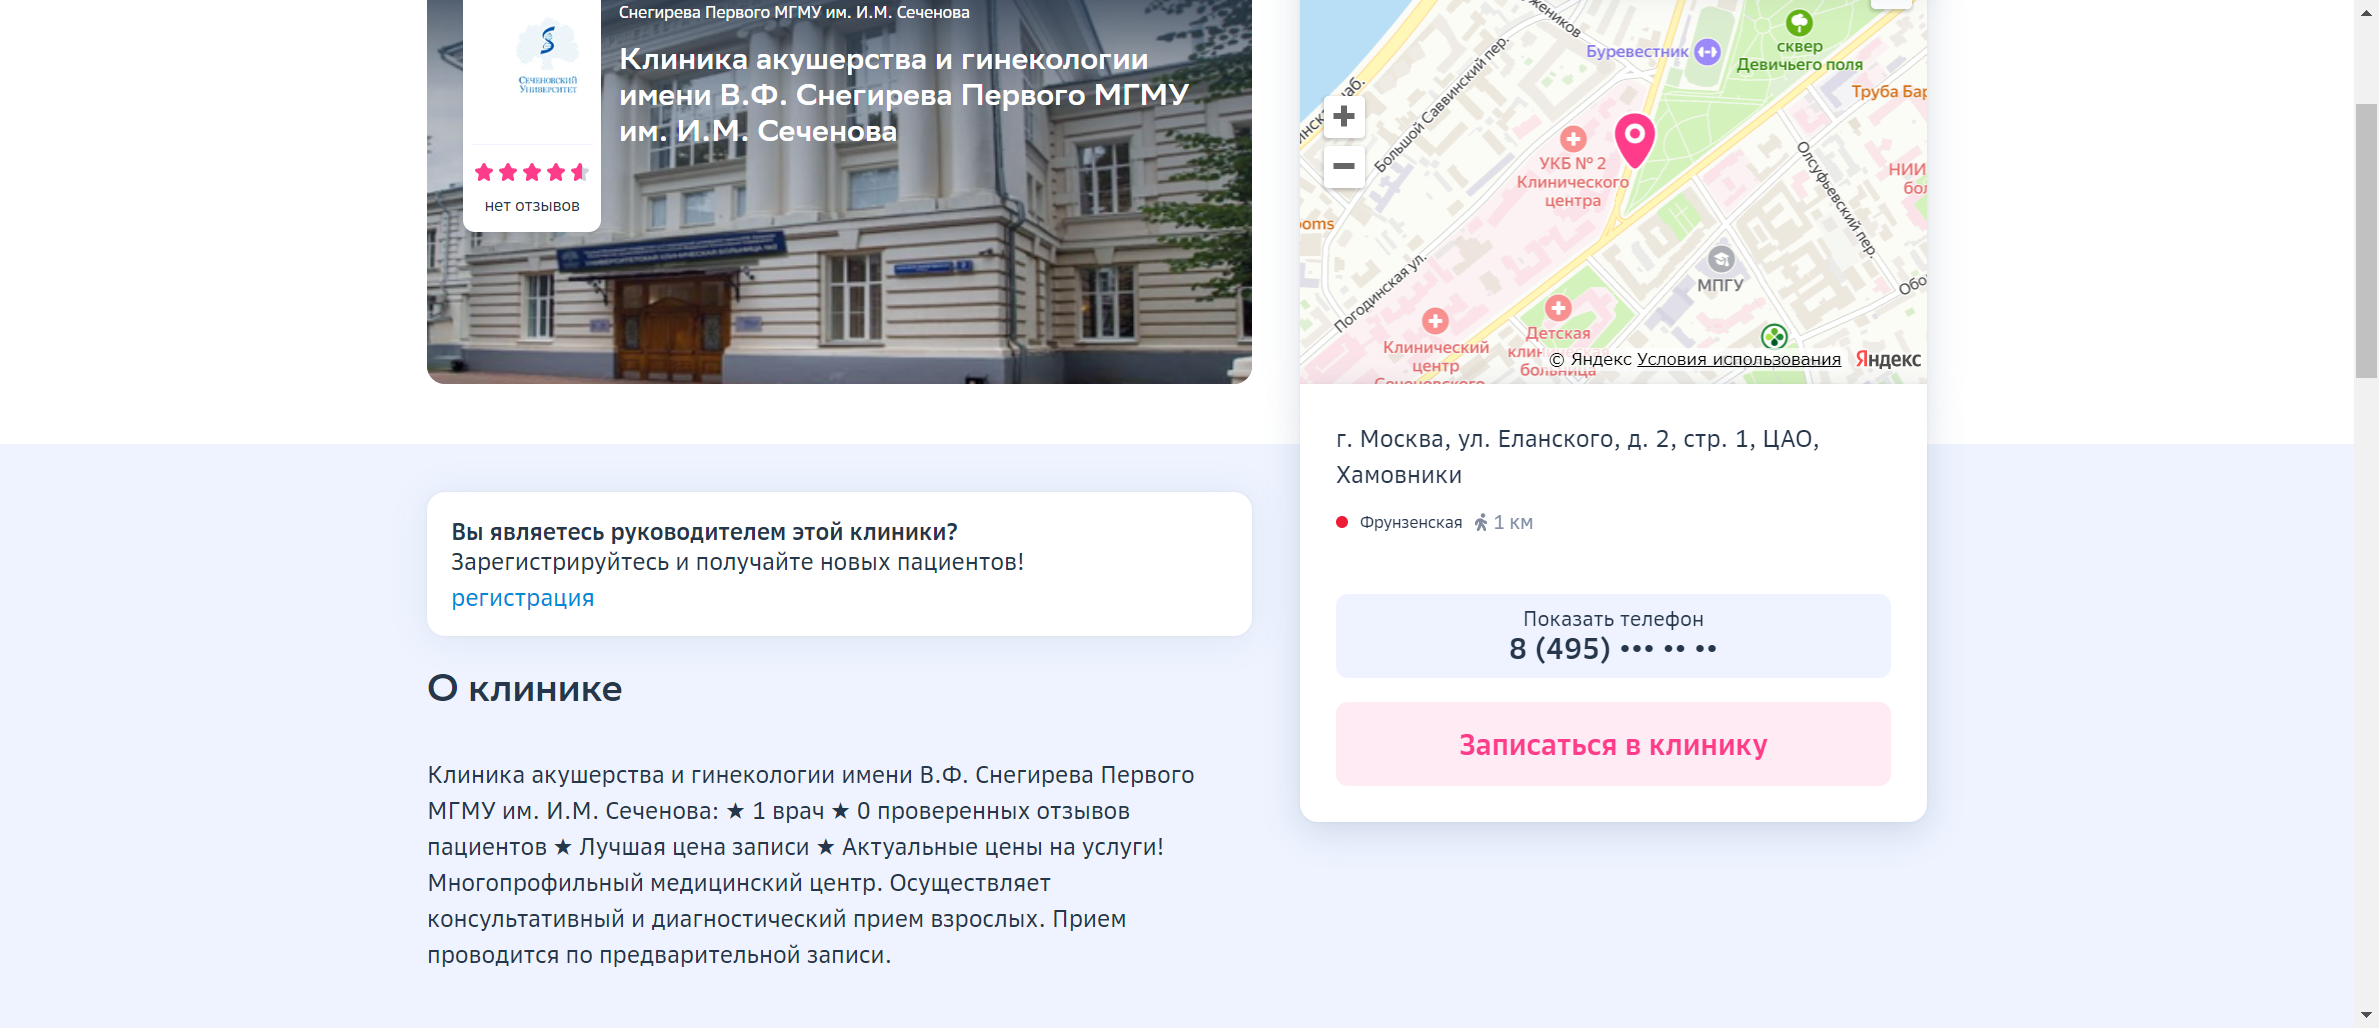 Снегирева Первого МГМУ им. И.М. Сеченова
Клиника акушерства и гинекологии
имени В.Ф. Снегирева Первого МГМУ
им. И.М. Сеченова
Сеченовский
Университет
нет отзывов
Буревестник
сквер
Девичьего поля
Труба Бар
Большой Саввинский пер.
УКБ № 2
Клинического
центра
Олсуфьевский пер.
НИИ
бол
ooms
Погодинская ул.
МПГУ
Обо
Детская
клиническая
больница
Клинический
центр
Сеченовского
© Яндекс Условия использования
Яндекс
г. Москва, ул. Еланского, д. 2, стр. 1, ЦАО,
Хамовники
Фрунзенская 1 км
Показать телефон
8 (495) ••• •• ••
Записаться в клинику
Вы являетесь руководителем этой клиники?
Зарегистрируйтесь и получайте новых пациентов!
регистрация
О клинике
Клиника акушерства и гинекологии имени В.Ф. Снегирева Первого
МГМУ им. И.М. Сеченова: ★ 1 врач ★ 0 проверенных отзывов
пациентов ★ Лучшая цена записи ★ Актуальные цены на услуги!
Многопрофильный медицинский центр. Осуществляет
консультативный и диагностический прием взрослых. Прием
проводится по предварительной записи.